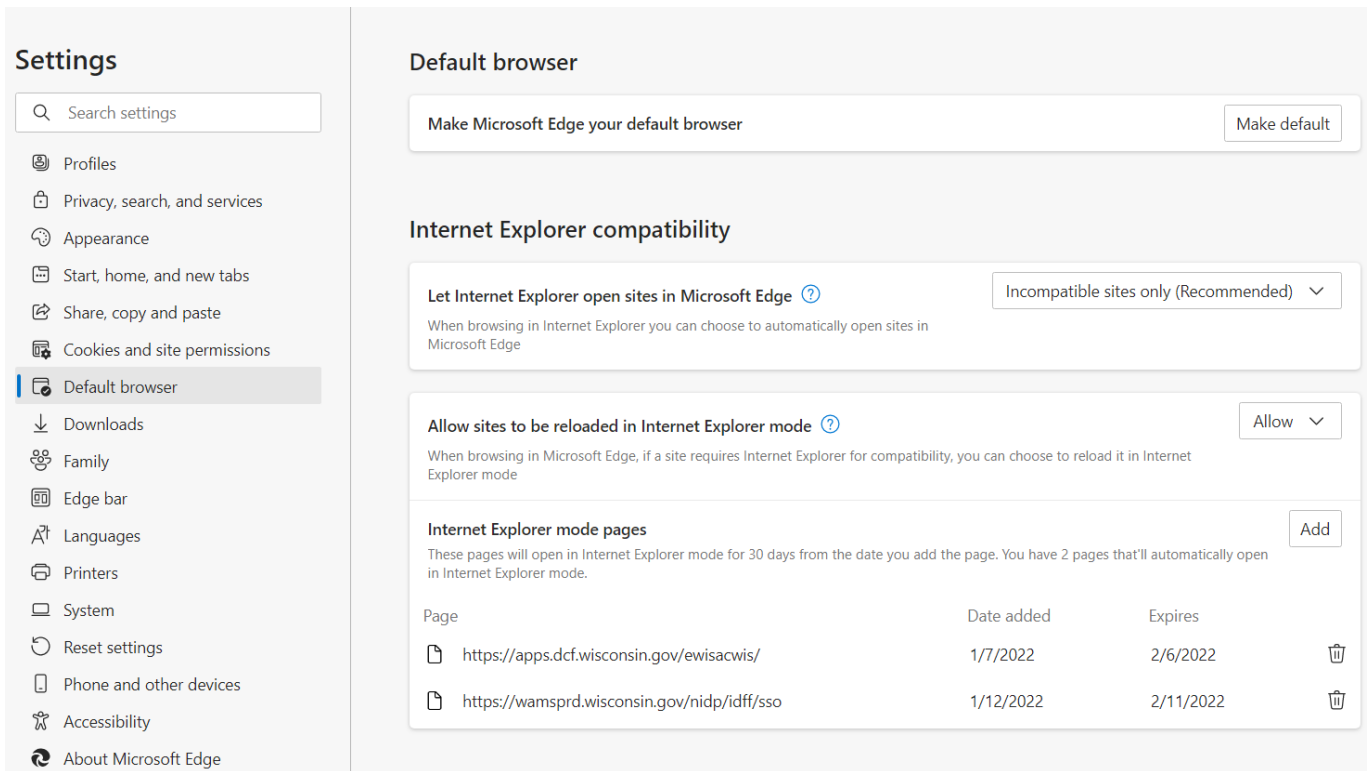 Settings
Search settings
Profiles
Privacy, search, and services
Appearance
Start, home, and new tabs
Share, copy and paste
Cookies and site permissions
Default browser
Downloads
Family
Edge bar
Languages
Printers
System
Reset settings
Phone and other devices
Accessibility
About Microsoft Edge
Default browser
Make Microsoft Edge your default browser
Make default
Internet Explorer compatibility
Let Internet Explorer open sites in Microsoft Edge
Incompatible sites only (Recommended)
When browsing in Internet Explorer you can choose to automatically open sites in
Microsoft Edge
Allow sites to be reloaded in Internet Explorer mode
Allow
When browsing in Microsoft Edge, if a site requires Internet Explorer for compatibility, you can choose to reload it in Internet
Explorer mode
Internet Explorer mode pages
Add
These pages will open in Internet Explorer mode for 30 days from the date you add the page. You have 2 pages that'll automatically open
in Internet Explorer mode.
Page Date added Expires
https://apps.dcf.wisconsin.gov/ewisacwis/ 1/7/2022 2/6/2022
https://wamsprd.wisconsin.gov/nidp/idff/sso 1/12/2022 2/11/2022